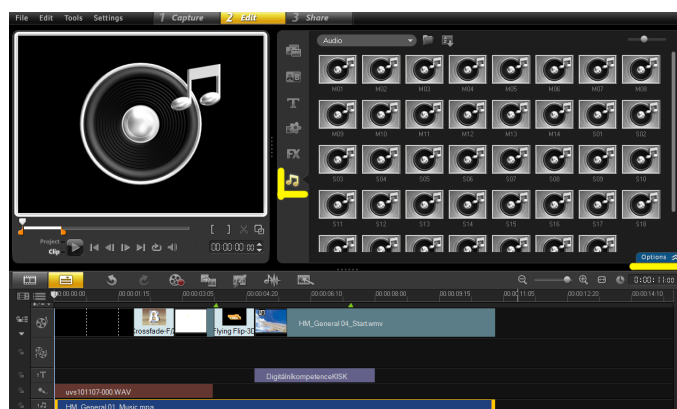 File Edit Tools Settings 1 Capture 2 Edit 3 Share
Audio
M01 M02 M03 M04 M05 M06 M07 M08
M09 M10 M11 M12 M13 M14 S01 S02
S03 S04 S05 S06 S07 S08 S09 S10
S11 S12 S13 S14 S15 S16 S17 S18
T
FX
Project
Clip
00:00:00:00
Options
0:00:11:00
00:00:00:00 00:00:01:15 00:00:03:05 00:00:04:20 00:00:06:10 00:00:08:00 00:00:09:15 00:00:11:05 00:00:12:20 00:00:14:10
Crossfade-F/ Flying Flip-3D HM_General 04_Start.wmv
DigitálníkompetenceKISK
uvs101107-000.WAV
HM_General 01_Music.mpa